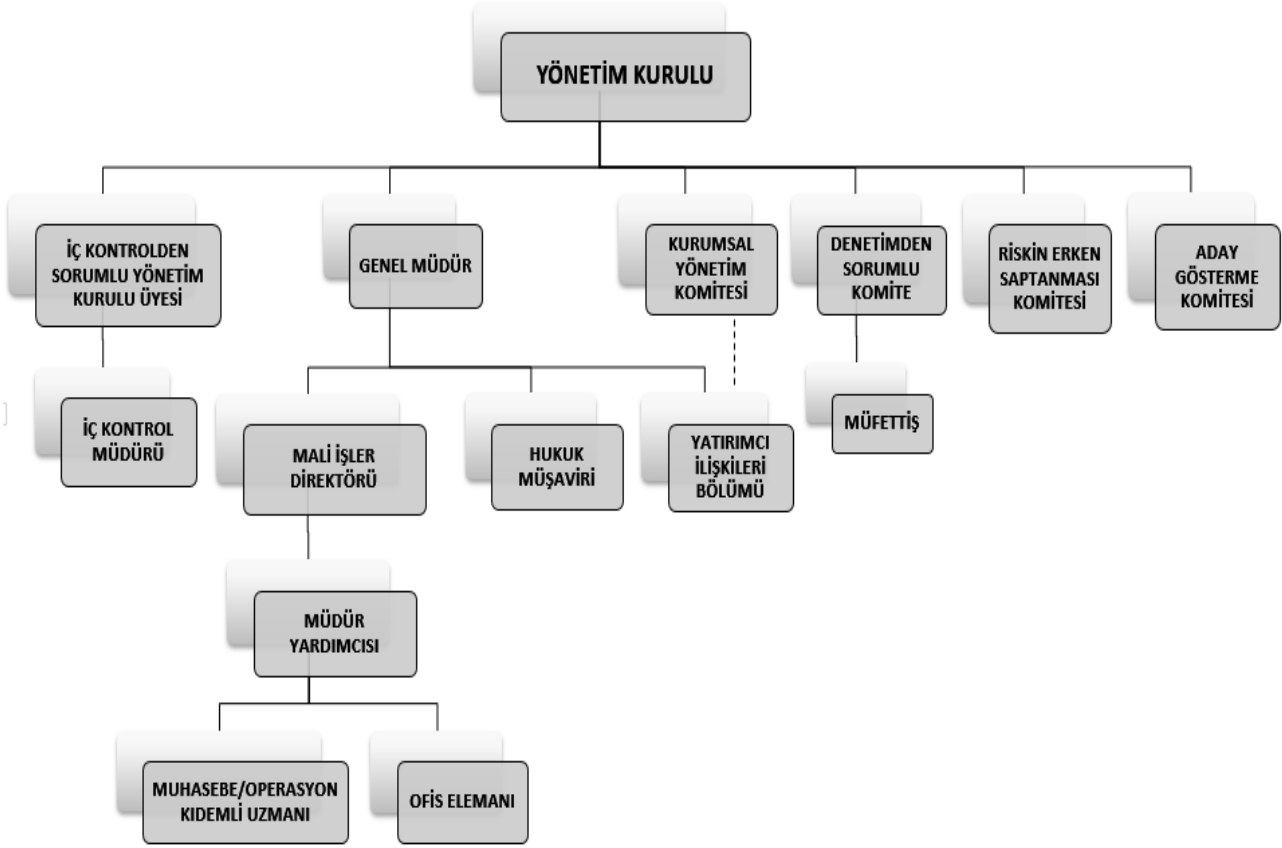 YÖNETİM KURULU
İÇ KONTROLDEN
SORUMLU YÖNETİM
KURULU ÜYESİ
GENEL MÜDÜR
KURUMSAL
YÖNETİM
KOMİTESİ
DENETİMDEN
SORUMLU
KOMİTE
RİSKİN ERKEN
SAPTANMASI
KOMİTESİ
ADAY
GÖSTERME
KOMİTESİ
İÇ KONTROL
MÜDÜRÜ
MALİ İŞLER
DİREKTÖRÜ
HUKUK
MÜŞAVİRİ
YATIRIMCI
İLİŞKİLERİ
BÖLÜMÜ
MÜFETTİŞ
MÜDÜR
YARDIMCISI
MUHASEBE/OPERASYON
KIDEMLİ UZMANI
OFİS ELEMANI